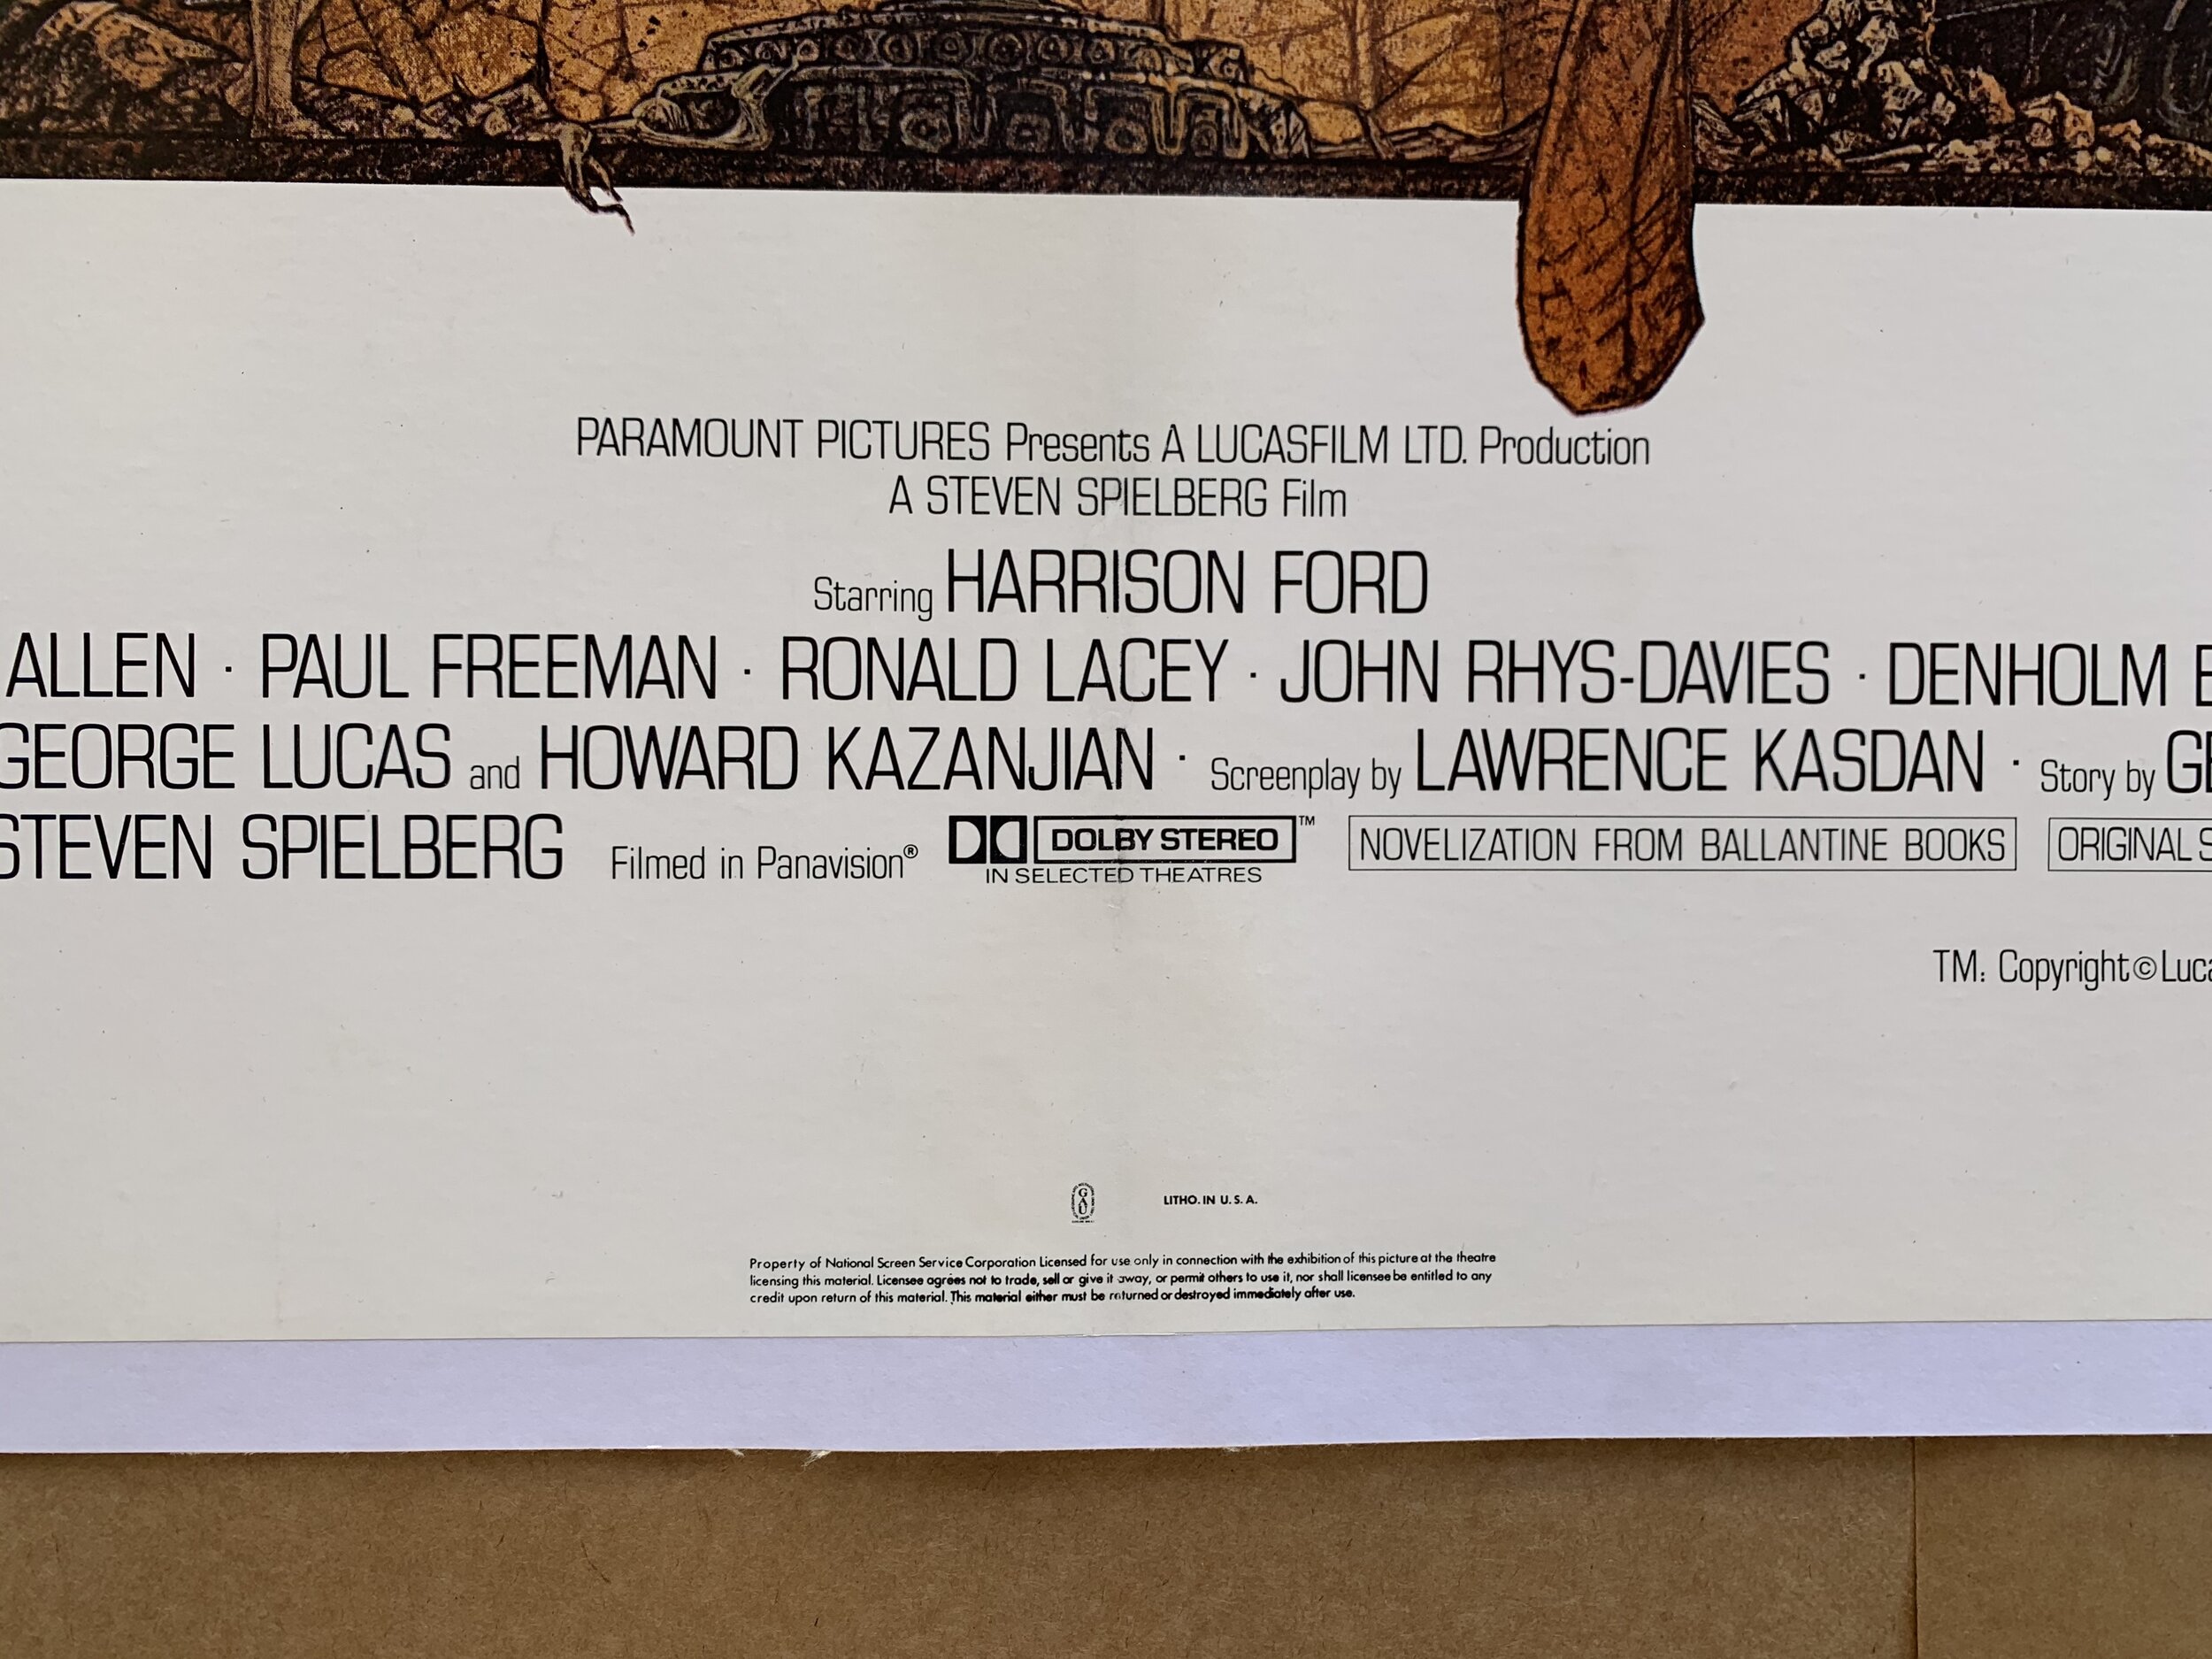 PARAMOUNT PICTURES Presents A LUCASFILM LTD. Production
A STEVEN SPIELBERG Film
Starring HARRISON FORD
ALLEN · PAUL FREEMAN · RONALD LACEY · JOHN RHYS-DAVIES · DENHOLM E
GEORGE LUCAS and HOWARD KAZANJIAN · Screenplay by LAWRENCE KASDAN · Story by GE
STEVEN SPIELBERG Filmed in Panavision® DOLBY STEREO™ NOVELIZATION FROM BALLANTINE BOOKS ORIGINAL S
IN SELECTED THEATRES
TM: Copyright © Luca
GAU LITHO. IN U. S. A.
Property of National Screen Service Corporation Licensed for use only in connection with the exhibition of this picture at the theatre
licensing this material. Licensee agrees not to trade, sell or give it away, or permit others to use it, nor shall licensee be entitled to any
credit upon return of this material. This material either must be returned or destroyed immediately after use.